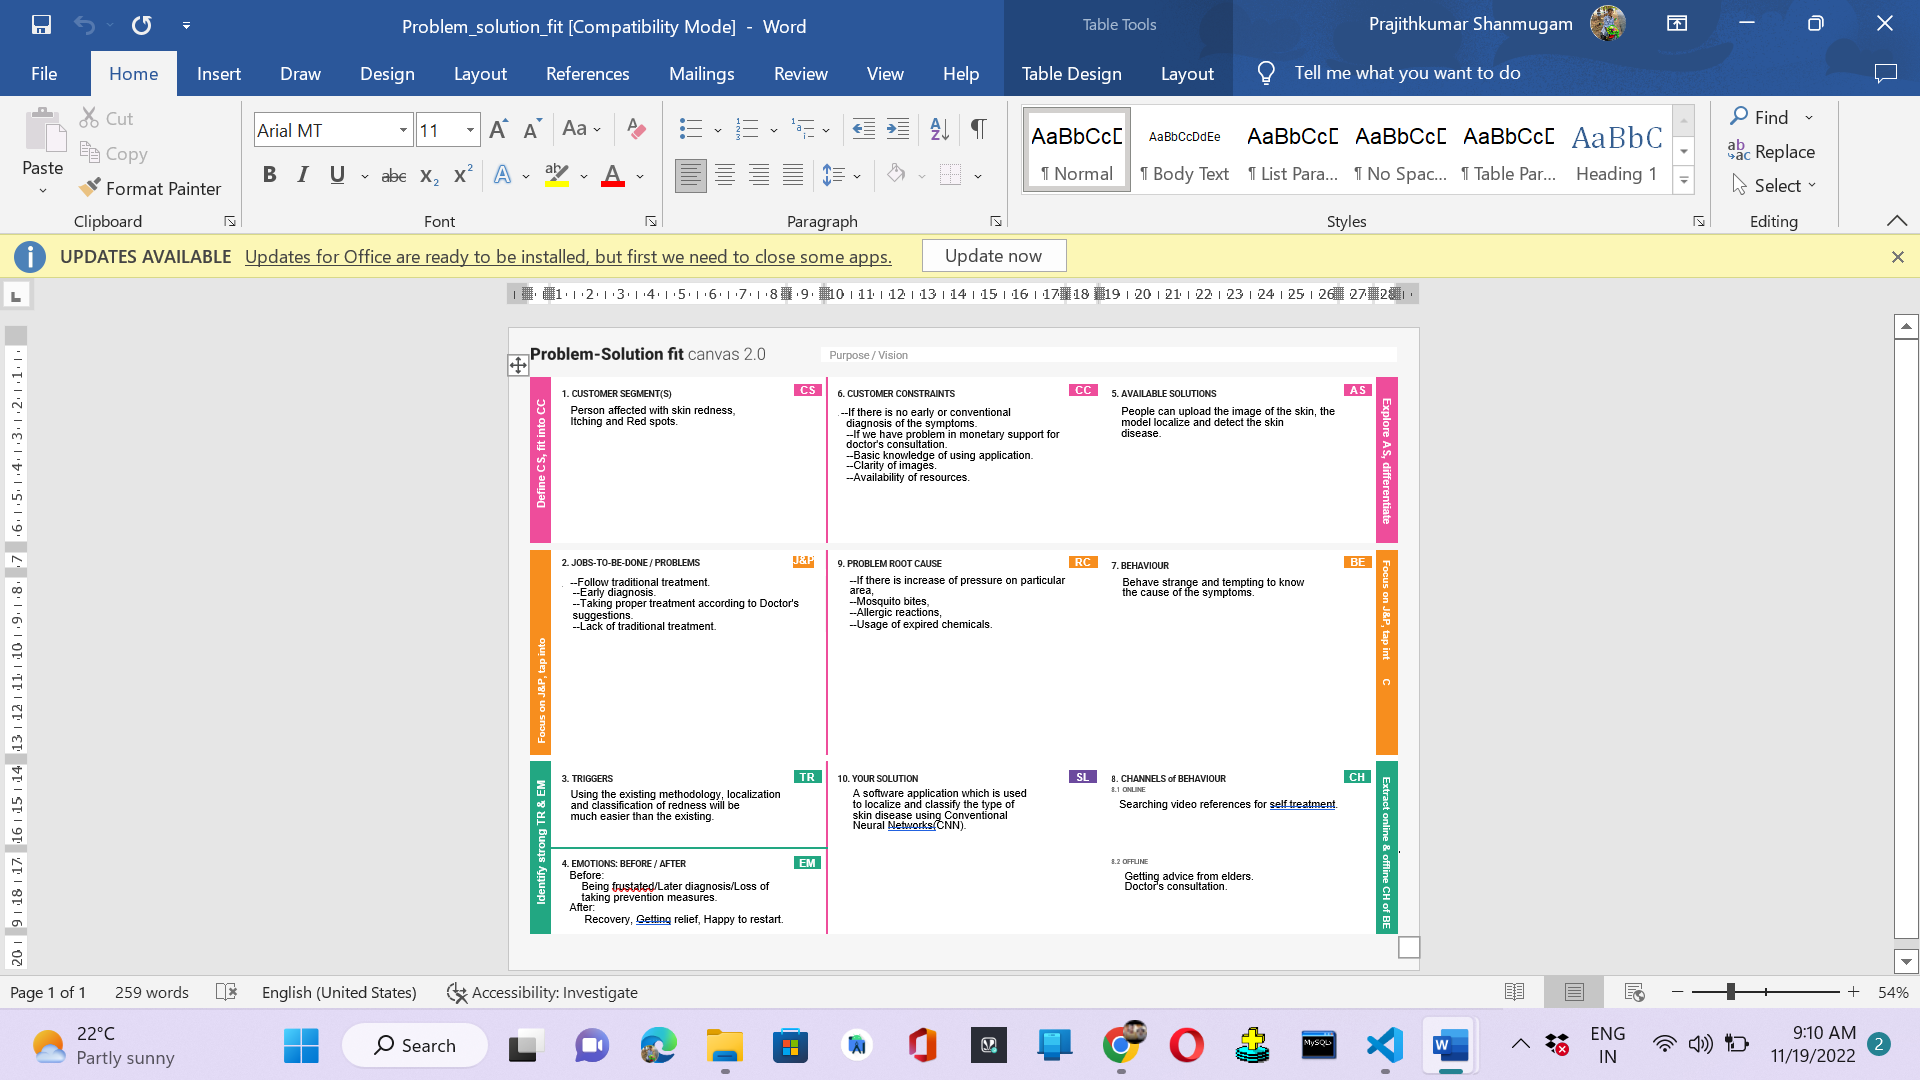 Problem_solution_fit [Compatibility Mode] - Word
Table Tools
Prajithkumar Shanmugam
File
Home
Insert
Draw
Design
Layout
References
Mailings
Review
View
Help
Table Design
Layout
Tell me what you want to do
Paste
Cut
Copy
Format Painter
Clipboard
Arial MT
11
Font
Paragraph
AaBbCcD
¶ Normal
AaBbCcDdEe
¶ Body Text
AaBbCcD
¶ List Para...
AaBbCcD
¶ No Spac...
AaBbCcD
¶ Table Par...
AaBbC
Heading 1
Styles
Find
Replace
Select
Editing
UPDATES AVAILABLE Updates for Office are ready to be installed, but first we need to close some apps.
Update now
Problem-Solution fit canvas 2.0
Purpose / Vision
Define CS, fit into CC
1. CUSTOMER SEGMENT(S)
CS
Person affected with skin redness,
Itching and Red spots.
6. CUSTOMER CONSTRAINTS
CC
--If there is no early or conventional
diagnosis of the symptoms.
--If we have problem in monetary support for
doctor's consultation.
--Basic knowledge of using application.
--Clarity of images.
--Availability of resources.
5. AVAILABLE SOLUTIONS
AS
People can upload the image of the skin, the
model localize and detect the skin
disease.
Explore AS, differentiate
Focus on J&P, tap into
2. JOBS-TO-BE-DONE / PROBLEMS
J&P
--Follow traditional treatment.
--Early diagnosis.
--Taking proper treatment according to Doctor's
suggestions.
--Lack of traditional treatment.
9. PROBLEM ROOT CAUSE
RC
--If there is increase of pressure on particular
area,
--Mosquito bites,
--Allergic reactions,
--Usage of expired chemicals.
7. BEHAVIOUR
BE
Behave strange and tempting to know
the cause of the symptoms.
Focus on J&P, tap int C
Identify strong TR & EM
3. TRIGGERS
TR
Using the existing methodology, localization
and classification of redness will be
much easier than the existing.
4. EMOTIONS: BEFORE / AFTER
EM
Before:
Being frustated/Later diagnosis/Loss of
taking prevention measures.
After:
Recovery, Getting relief, Happy to restart.
10. YOUR SOLUTION
SL
A software application which is used
to localize and classify the type of
skin disease using Conventional
Neural Networks(CNN).
8. CHANNELS of BEHAVIOUR
CH
8.1 ONLINE
Searching video references for self treatment.
8.2 OFFLINE
Getting advice from elders.
Doctor's consultation.
Extract online & offline CH of BE
Page 1 of 1
259 words
English (United States)
Accessibility: Investigate
54%
22°C
Partly sunny
Search
MySQL
ENG
IN
9:10 AM
11/19/2022
2